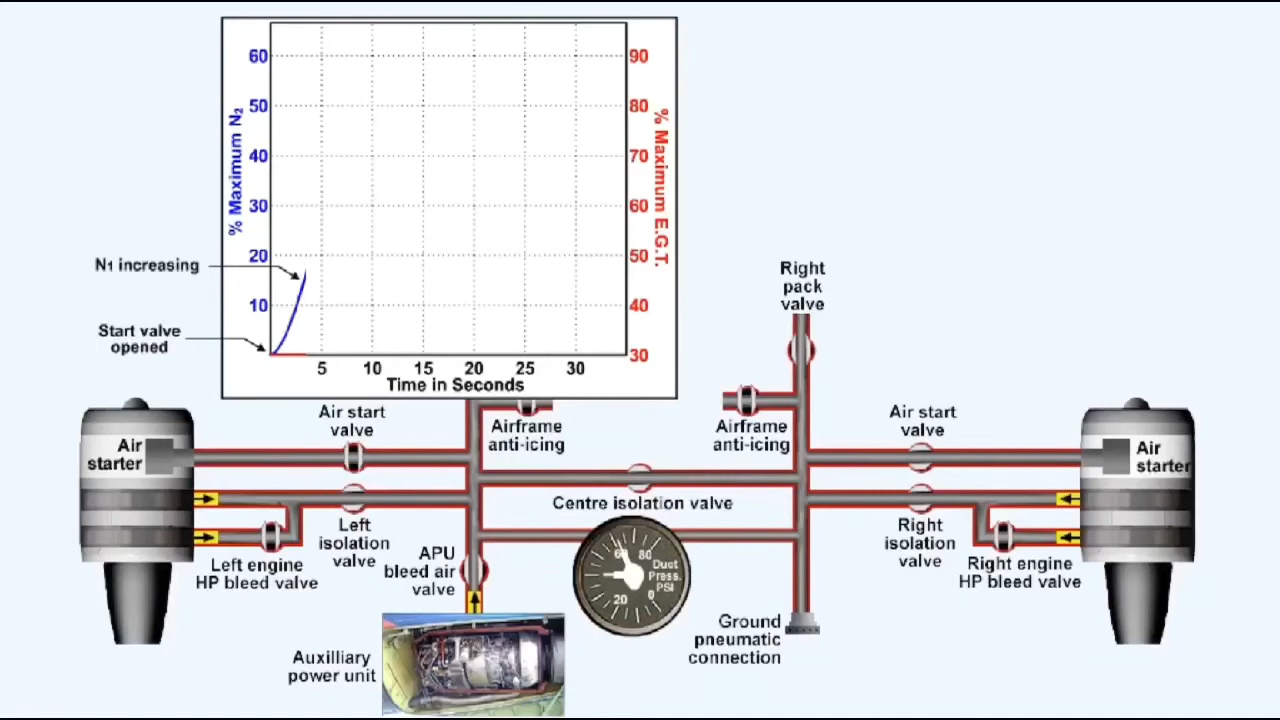 % Maximum N2
60
50
40
30
20
10
90
80
70
60
50
40
30
% Maximum E.G.T.
5 10 15 20 25 30
Time in Seconds
N1 increasing
Start valve
opened
Right
pack
valve
Air
starter
Air start
valve
Airframe
anti-icing
Airframe
anti-icing
Air start
valve
Air
starter
Centre isolation valve
Left
isolation
valve
Left engine
HP bleed valve
APU
bleed air
valve
60 80
Duct
Press.
PSI
20 0
Right
isolation
valve
Right engine
HP bleed valve
Ground
pneumatic
connection
Auxilliary
power unit